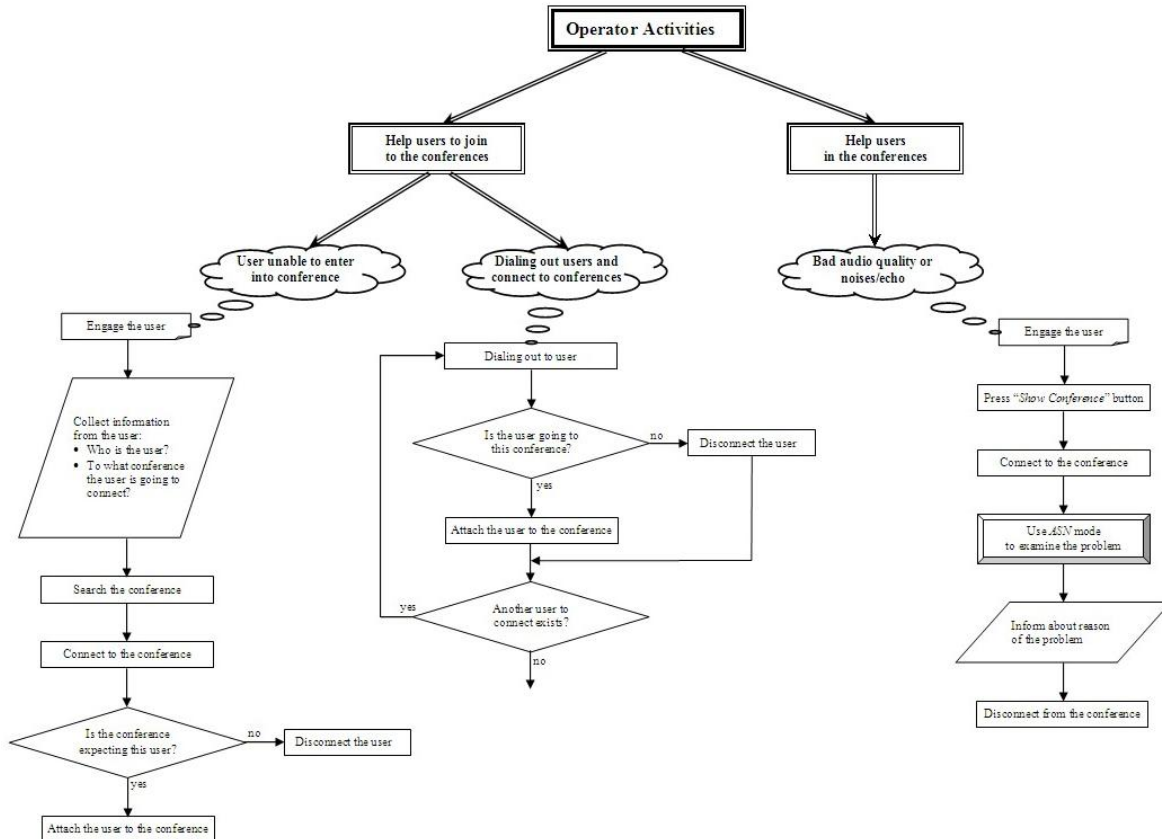 Operator Activities
Help users to join
to the conferences
Help users
in the conferences
User unable to enter
into conference
Dialing out users and
connect to conferences
Bad audio quality or
noises/echo
Engage the user
Collect information
from the user:
• Who is the user?
• To what conference
the user is going to
connect?
Search the conference
Connect to the conference
Is the conference
expecting this user?
no
Disconnect the user
yes
Attach the user to the conference
Dialing out to user
Is the user going to
this conference?
no
Disconnect the user
yes
Attach the user to the conference
Another user to
connect exists?
yes
no
Engage the user
Press “Show Conference” button
Connect to the conference
Use ASN mode
to examine the problem
Inform about reason
of the problem
Disconnect from the conference